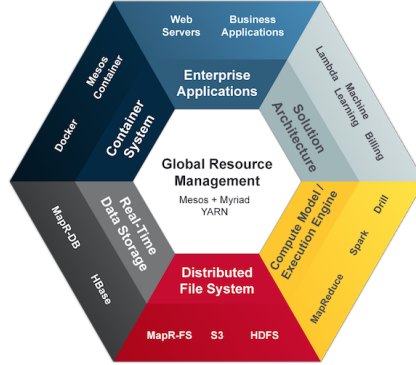 Web
Servers
Business
Applications
Enterprise
Applications
Lambda
Machine
Learning
Billing
Solution
Architecture
Drill
Spark
MapReduce
Compute Model /
Execution Engine
Distributed
File System
MapR-FS
S3
HDFS
MapR-DB
HBase
Real-Time
Data Storage
Docker
Mesos
Container
Container
System
Global Resource
Management
Mesos + Myriad
YARN